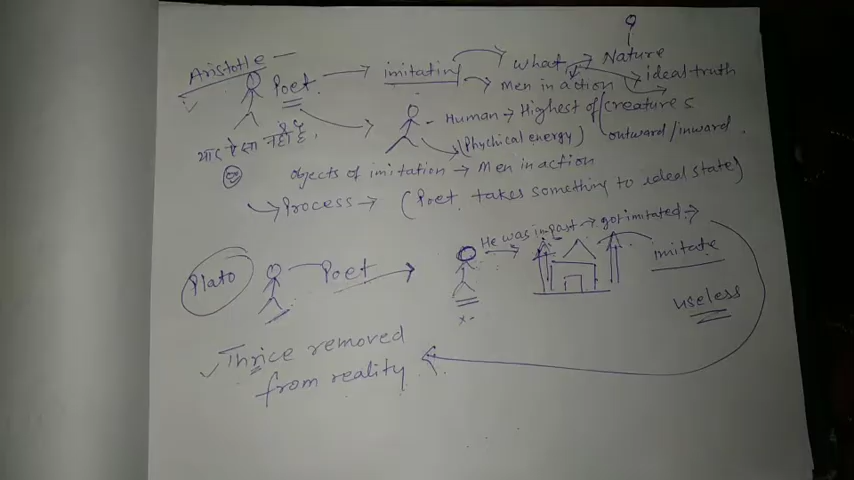 Aristotle —
Poet → imitating → what → Nature
→ men in action → ideal truth
- Human → Highest of creatures
(Phychical energy) outward/inward.
objects of imitation → Men in action
→ Process → (Poet takes something to ideal state)
Plato Poet →
He was → got imitated →
imitate
useless
x.
✓ Thrice removed
from reality